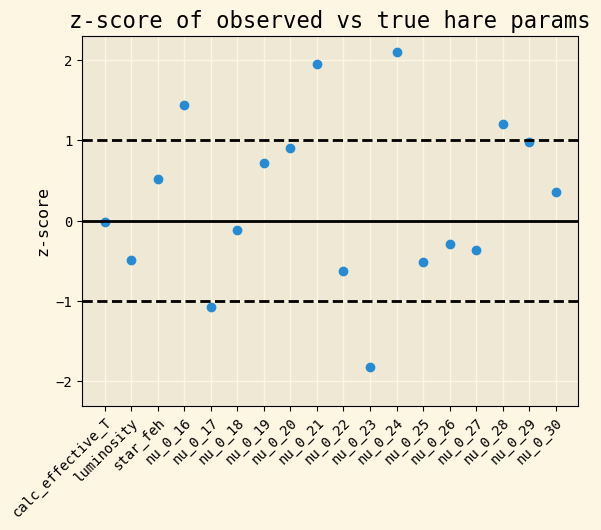 z-score of observed vs true hare params
z-score
2
1
0
−1
−2
calc_effective_T
luminosity
star_feh
nu_0_16
nu_0_17
nu_0_18
nu_0_19
nu_0_20
nu_0_21
nu_0_22
nu_0_23
nu_0_24
nu_0_25
nu_0_26
nu_0_27
nu_0_28
nu_0_29
nu_0_30